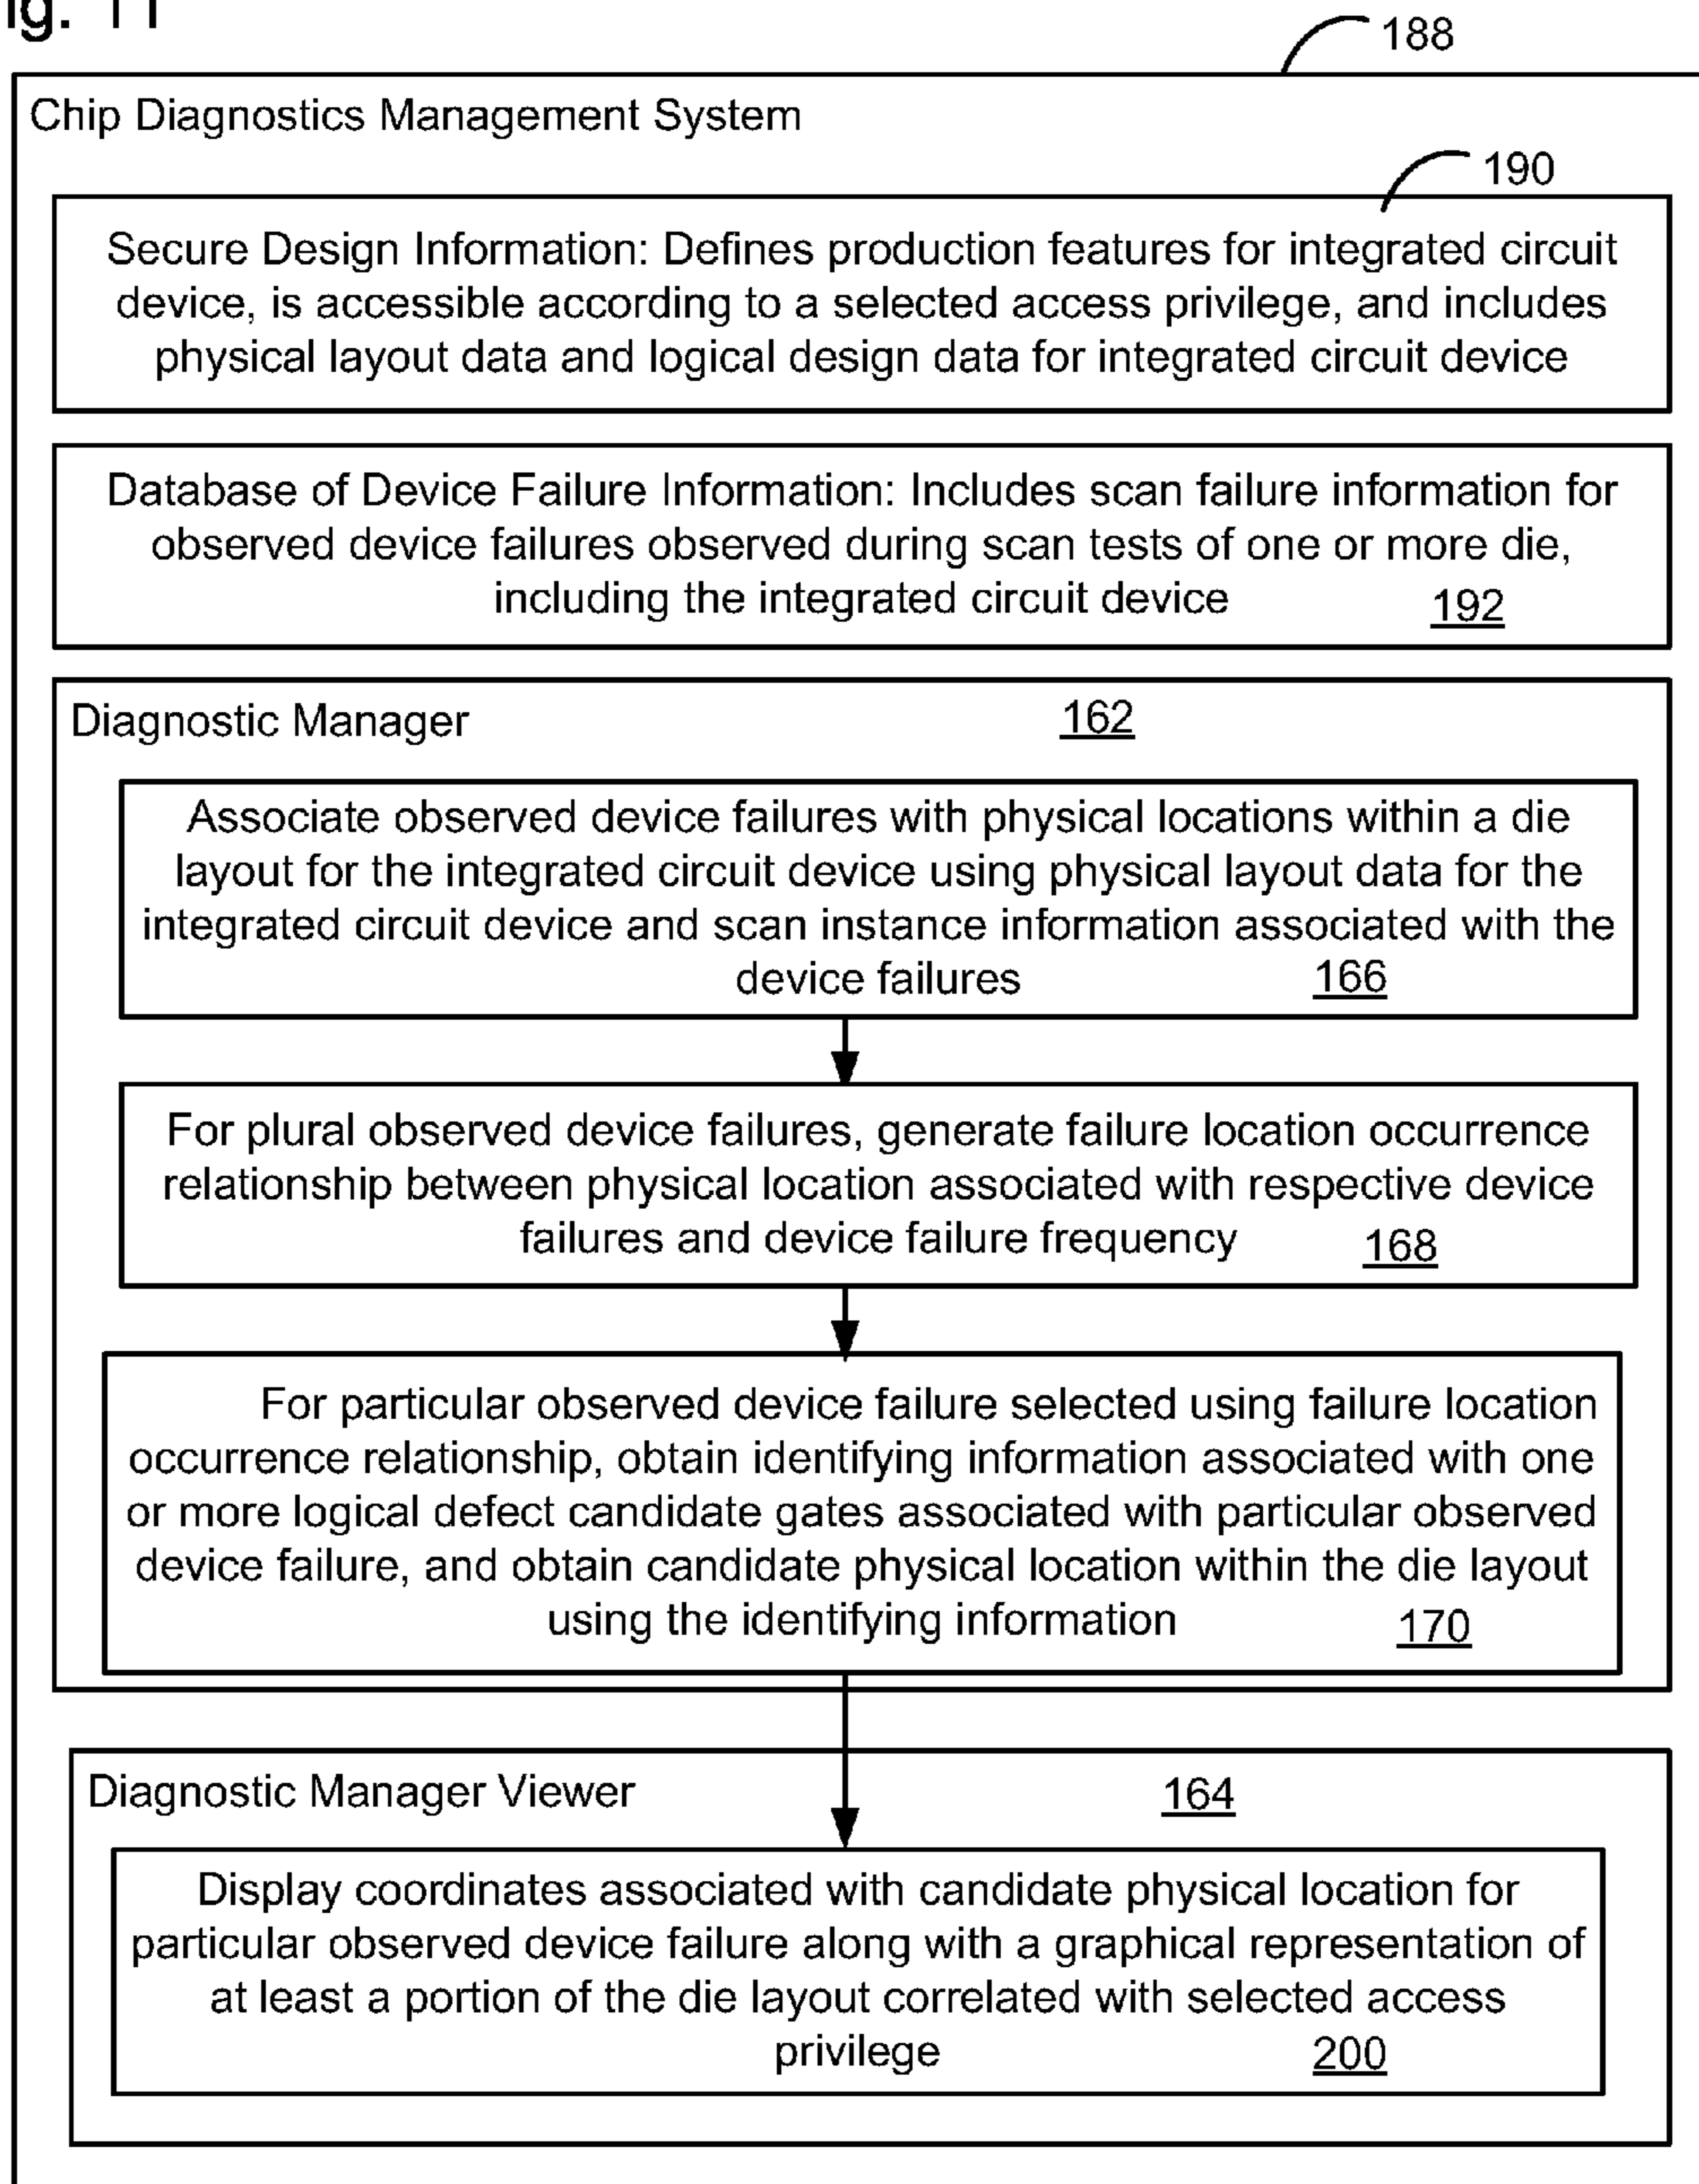 ig. 11
188
Chip Diagnostics Management System
190
Secure Design Information: Defines production features for integrated circuit
device, is accessible according to a selected access privilege, and includes
physical layout data and logical design data for integrated circuit device
Database of Device Failure Information: Includes scan failure information for
observed device failures observed during scan tests of one or more die,
including the integrated circuit device 192
Diagnostic Manager 162
Associate observed device failures with physical locations within a die
layout for the integrated circuit device using physical layout data for the
integrated circuit device and scan instance information associated with the
device failures 166
For plural observed device failures, generate failure location occurrence
relationship between physical location associated with respective device
failures and device failure frequency 168
For particular observed device failure selected using failure location
occurrence relationship, obtain identifying information associated with one
or more logical defect candidate gates associated with particular observed
device failure, and obtain candidate physical location within the die layout
using the identifying information 170
Diagnostic Manager Viewer 164
Display coordinates associated with candidate physical location for
particular observed device failure along with a graphical representation of
at least a portion of the die layout correlated with selected access
privilege 200